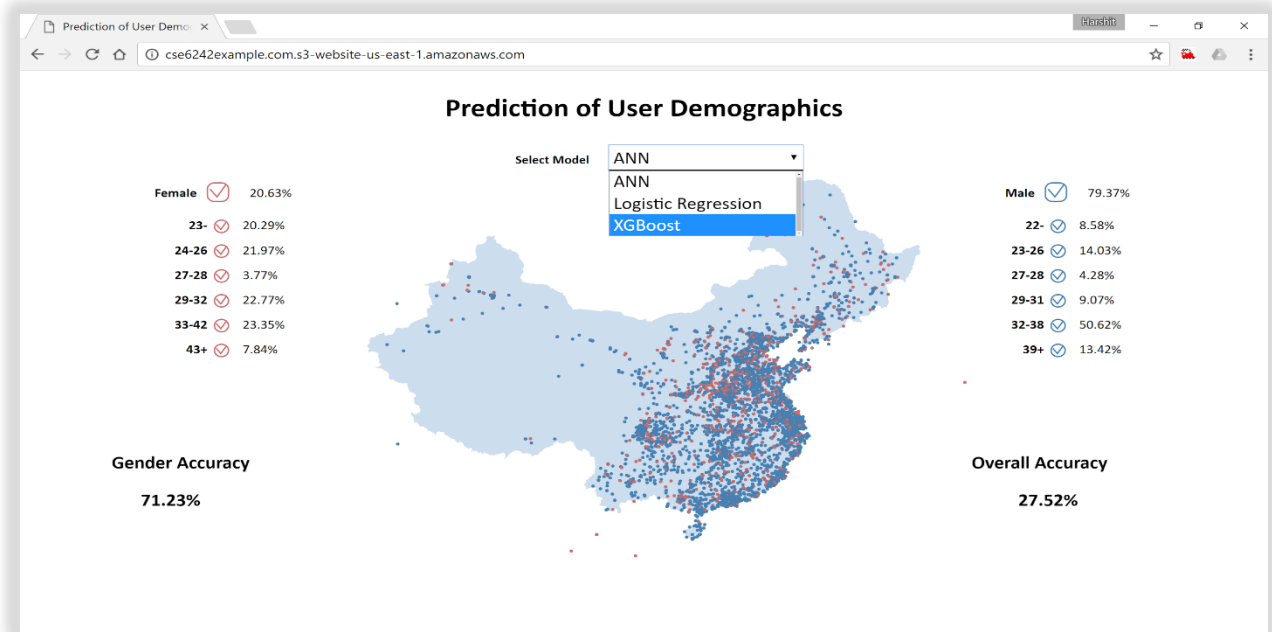 Prediction of User Demo
Harshit
cse6242example.com.s3-website-us-east-1.amazonaws.com
Prediction of User Demographics
Select Model
ANN
ANN
Logistic Regression
XGBoost
Female 20.63%
23- 20.29%
24-26 21.97%
27-28 3.77%
29-32 22.77%
33-42 23.35%
43+ 7.84%
Male 79.37%
22- 8.58%
23-26 14.03%
27-28 4.28%
29-31 9.07%
32-38 50.62%
39+ 13.42%
Gender Accuracy
71.23%
Overall Accuracy
27.52%